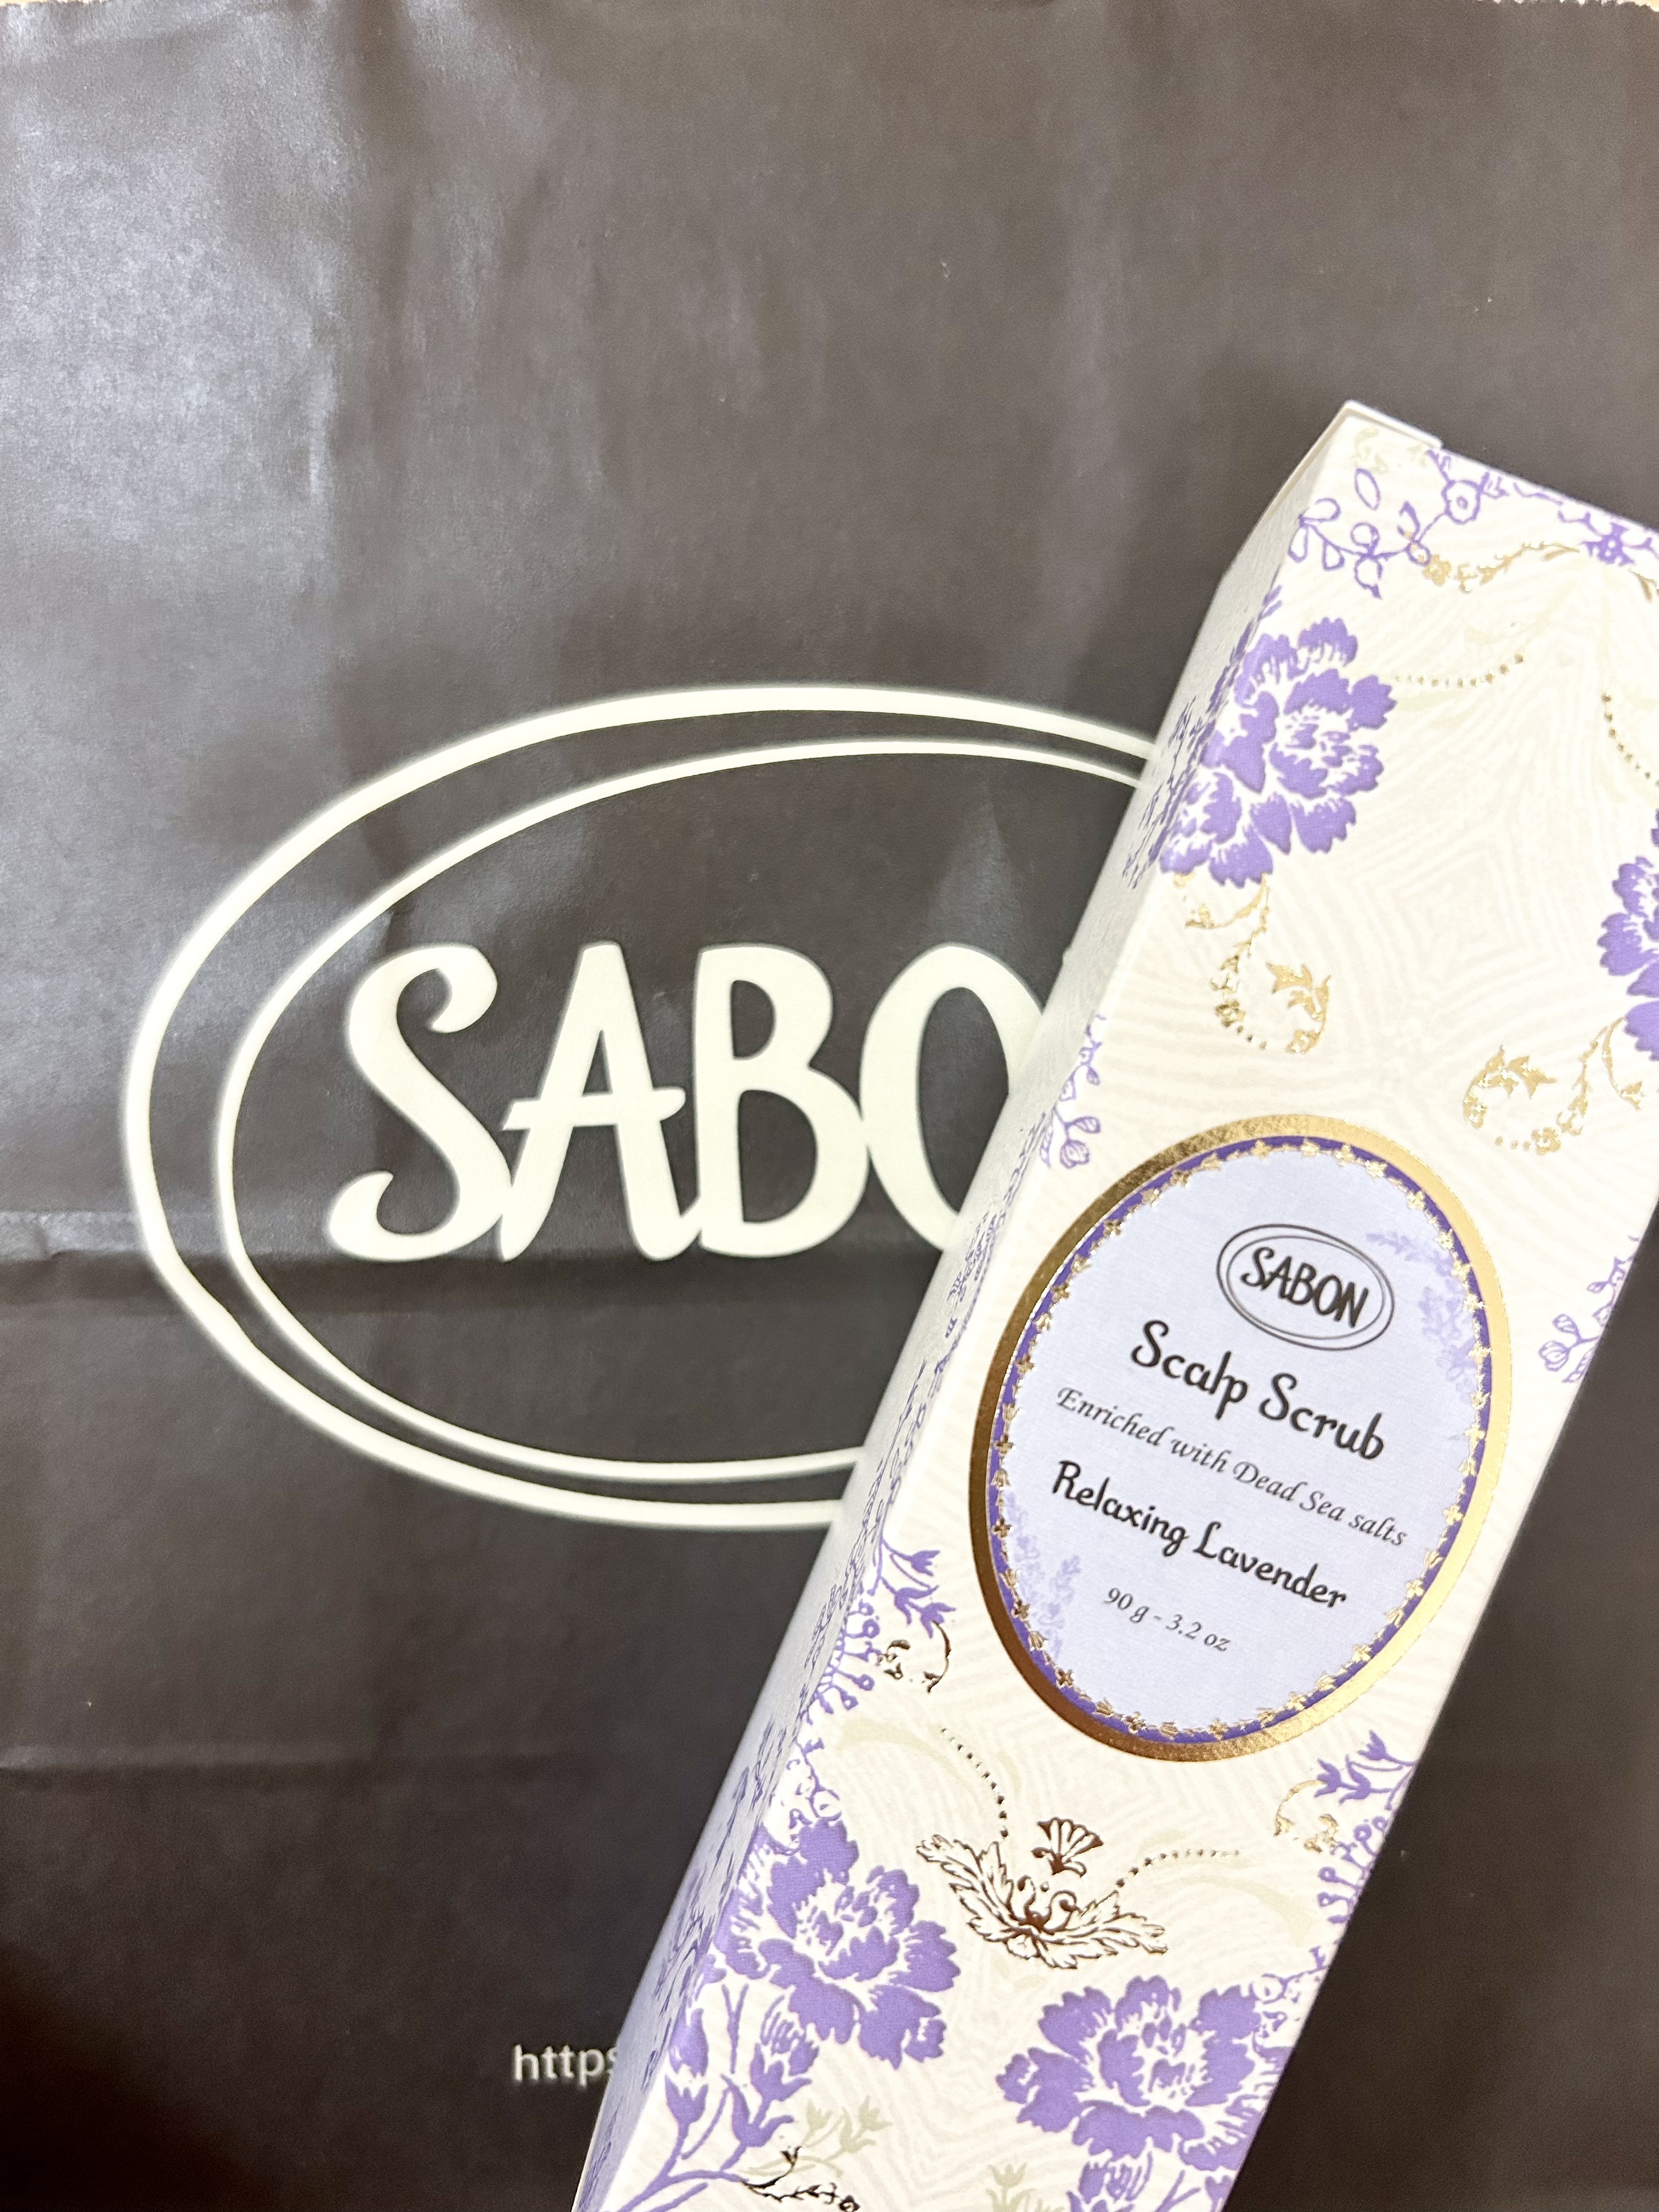 SABO
https
SABON
Scalp Scrub
Enriched with Dead Sea salts
Relaxing Lavender
90 g - 3.2 oz